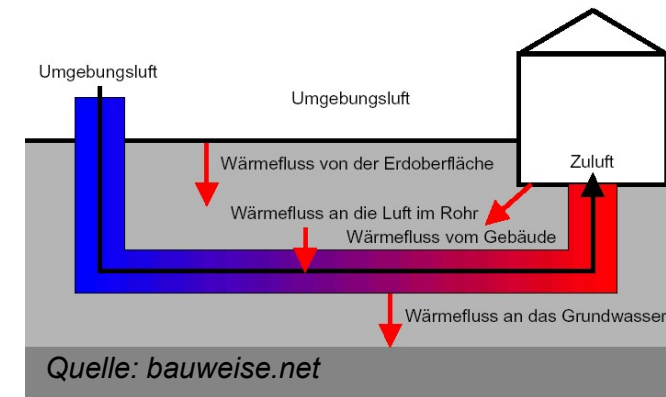 Umgebungsluft
Umgebungsluft
Wärmefluss von der Erdoberfläche
Zuluft
Wärmefluss an die Luft im Rohr
Wärmefluss vom Gebäude
Wärmefluss an das Grundwasser
Quelle: bauweise.net